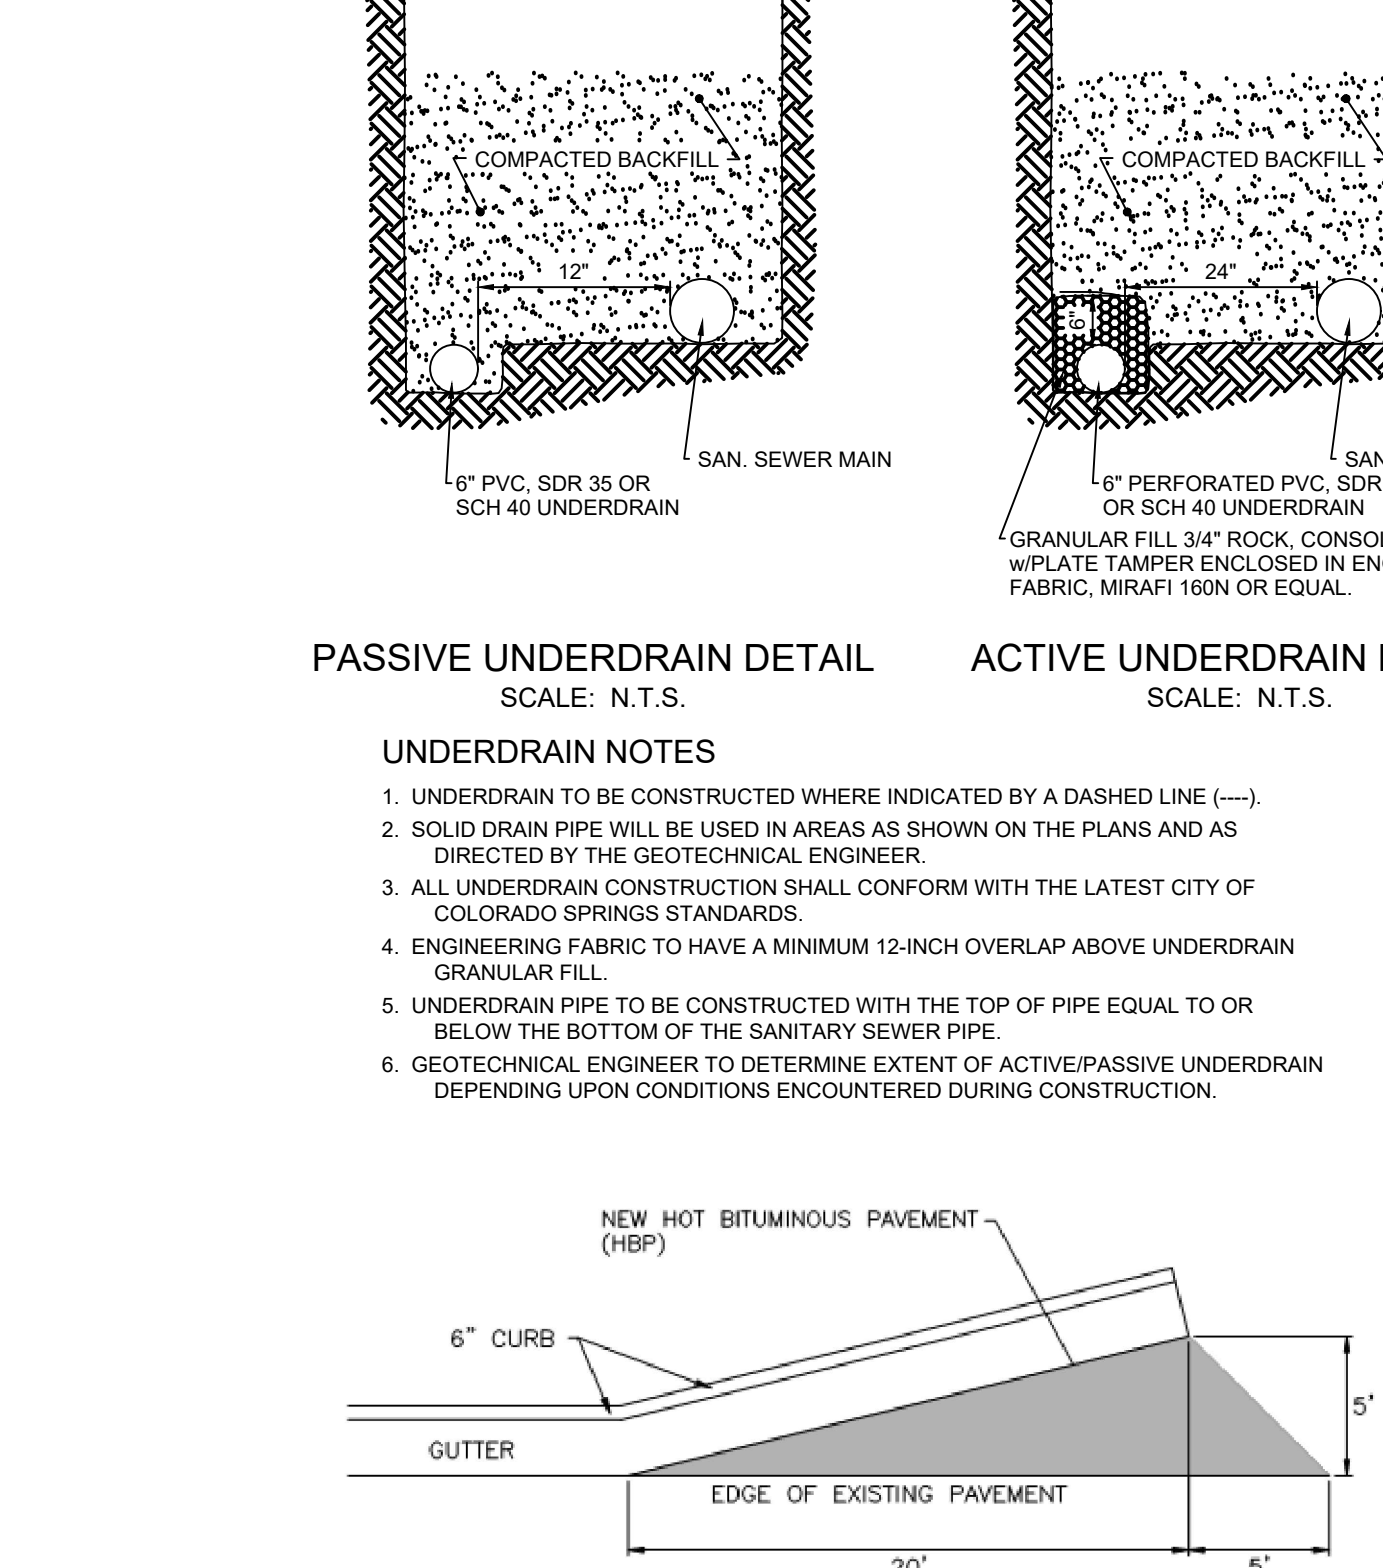 COMPACTED BACKFILL
12"
SAN. SEWER MAIN
6" PVC, SDR 35 OR
SCH 40 UNDERDRAIN
PASSIVE UNDERDRAIN DETAIL
SCALE: N.T.S.
COMPACTED BACKFILL
24"
6"
SAN
6" PERFORATED PVC, SDR
OR SCH 40 UNDERDRAIN
GRANULAR FILL 3/4" ROCK, CONSOL
w/PLATE TAMPER ENCLOSED IN EN
FABRIC, MIRAFI 160N OR EQUAL.
ACTIVE UNDERDRAIN
SCALE: N.T.S.
UNDERDRAIN NOTES
1. UNDERDRAIN TO BE CONSTRUCTED WHERE INDICATED BY A DASHED LINE (----).
2. SOLID DRAIN PIPE WILL BE USED IN AREAS AS SHOWN ON THE PLANS AND AS
DIRECTED BY THE GEOTECHNICAL ENGINEER.
3. ALL UNDERDRAIN CONSTRUCTION SHALL CONFORM WITH THE LATEST CITY OF
COLORADO SPRINGS STANDARDS.
4. ENGINEERING FABRIC TO HAVE A MINIMUM 12-INCH OVERLAP ABOVE UNDERDRAIN
GRANULAR FILL.
5. UNDERDRAIN PIPE TO BE CONSTRUCTED WITH THE TOP OF PIPE EQUAL TO OR
BELOW THE BOTTOM OF THE SANITARY SEWER PIPE.
6. GEOTECHNICAL ENGINEER TO DETERMINE EXTENT OF ACTIVE/PASSIVE UNDERDRAIN
DEPENDING UPON CONDITIONS ENCOUNTERED DURING CONSTRUCTION.
NEW HOT BITUMINOUS PAVEMENT
(HBP)
6" CURB
5'
GUTTER
EDGE OF EXISTING PAVEMENT
20'
5'